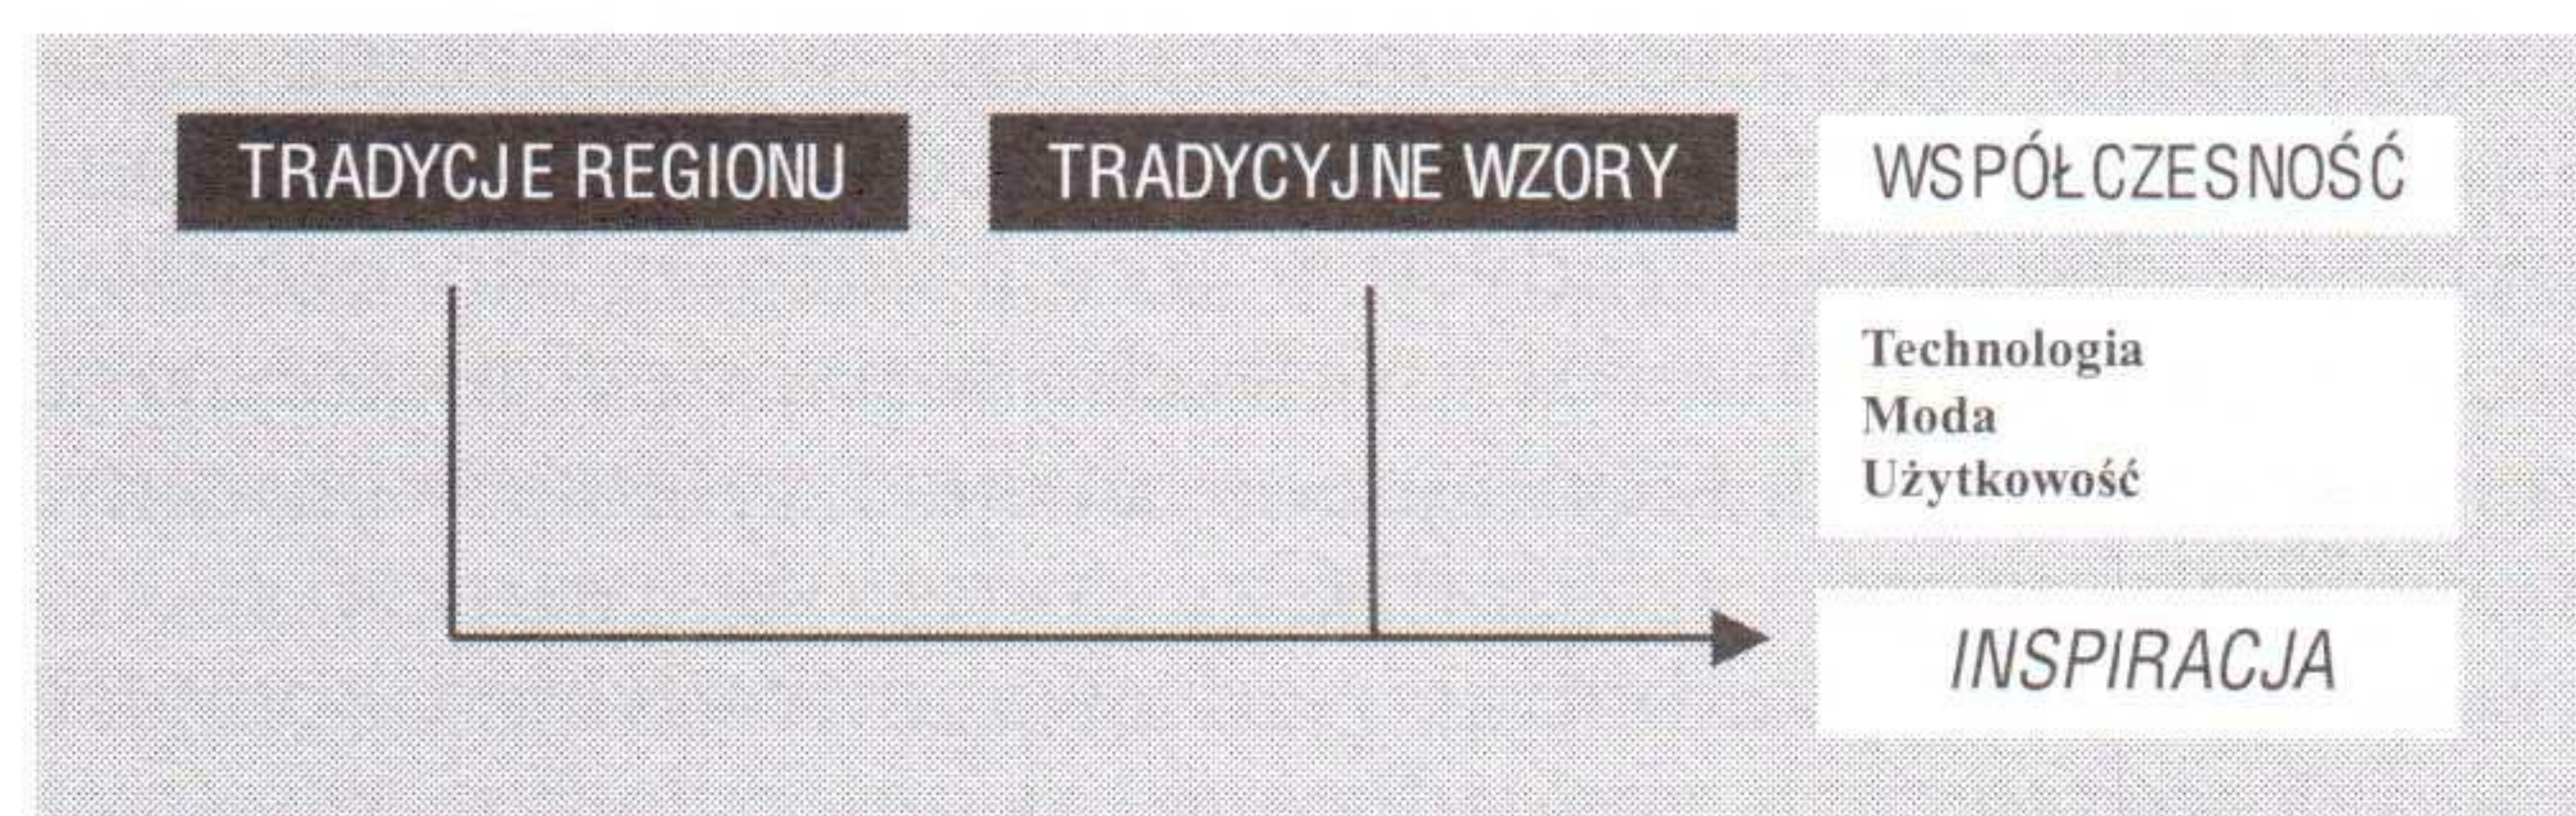 TRADYCJE REGIONU
TRADYCYJNE WZORY
WSPÓŁCZESNOŚĆ
Technologia
Moda
Użytkowość
INSPIRACJA